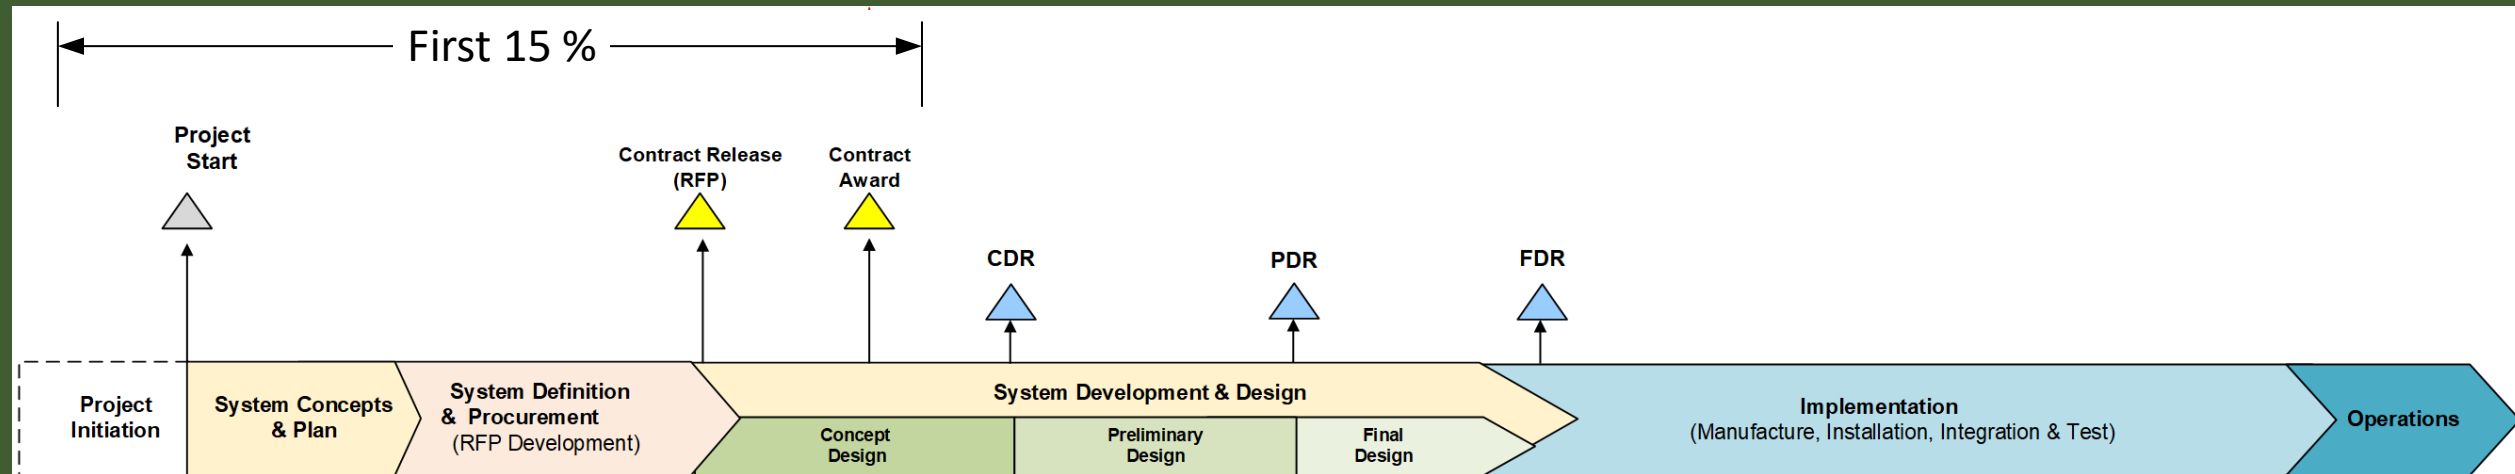 First 15 %
Project
Start
Contract Release
(RFP)
Contract
Award
CDR
PDR
FDR
Project
Initiation
System Concepts
& Plan
System Definition
& Procurement
(RFP Development)
System Development & Design
Concept
Design
Preliminary
Design
Final
Design
Implementation
(Manufacture, Installation, Integration & Test)
Operations